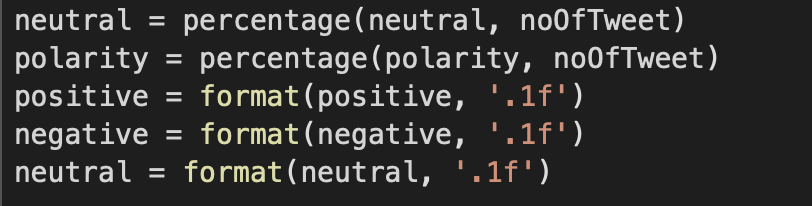 neutral = percentage(neutral, noOfTweet)
polarity = percentage(polarity, noOfTweet)
positive = format(positive, '.1f')
negative = format(negative, '.1f')
neutral = format(neutral, '.1f')